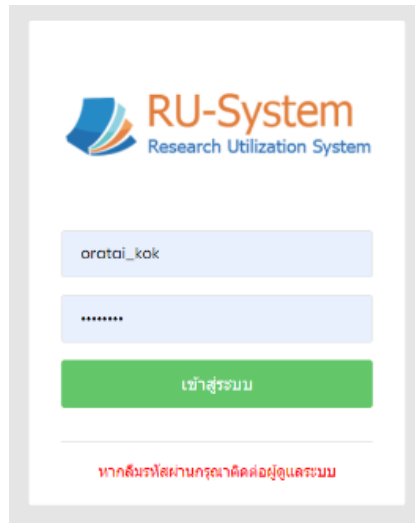 RU-System
Research Utilization System
oratai_kok
••••••••
เข้าสู่ระบบ
หากลืมรหัสผ่านกรุณาติดต่อผู้ดูแลระบบ